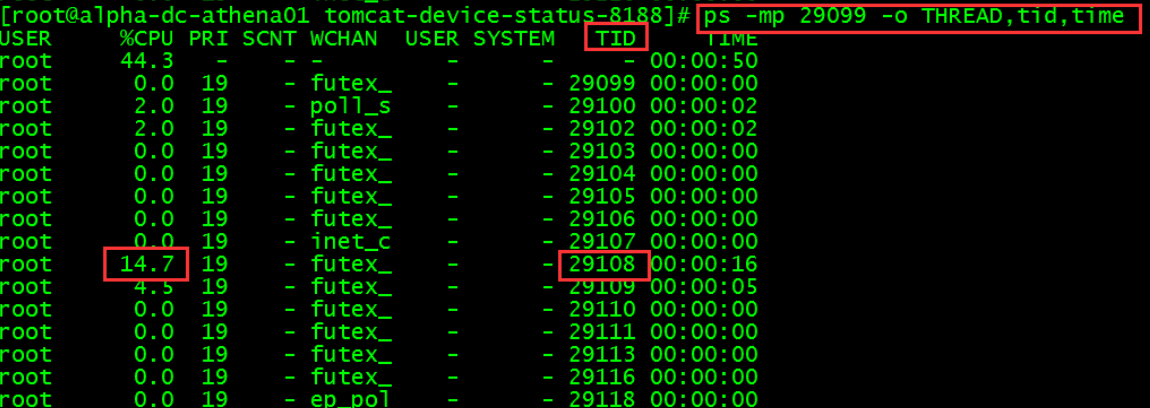 [root@alpha-dc-athena01 tomcat-device-status-8188]# ps -mp 29099 -o THREAD,tid,time
USER %CPU PRI SCNT WCHAN USER SYSTEM TID TIME
root 44.3 - - - - - - 00:00:50
root 0.0 19 - futex_ - - 29099 00:00:00
root 2.0 19 - poll_s - - 29100 00:00:02
root 2.0 19 - futex_ - - 29102 00:00:02
root 0.0 19 - futex_ - - 29103 00:00:00
root 0.0 19 - futex_ - - 29104 00:00:00
root 0.0 19 - futex_ - - 29105 00:00:00
root 0.0 19 - futex_ - - 29106 00:00:00
root 0.0 19 - inet_c - - 29107 00:00:00
root 14.7 19 - futex_ - - 29108 00:00:16
root 4.5 19 - futex_ - - 29109 00:00:05
root 0.0 19 - futex_ - - 29110 00:00:00
root 0.0 19 - futex_ - - 29111 00:00:00
root 0.0 19 - futex_ - - 29113 00:00:00
root 0.0 19 - futex_ - - 29116 00:00:00
root 0.0 19 - ep_pol - - 29118 00:00:00